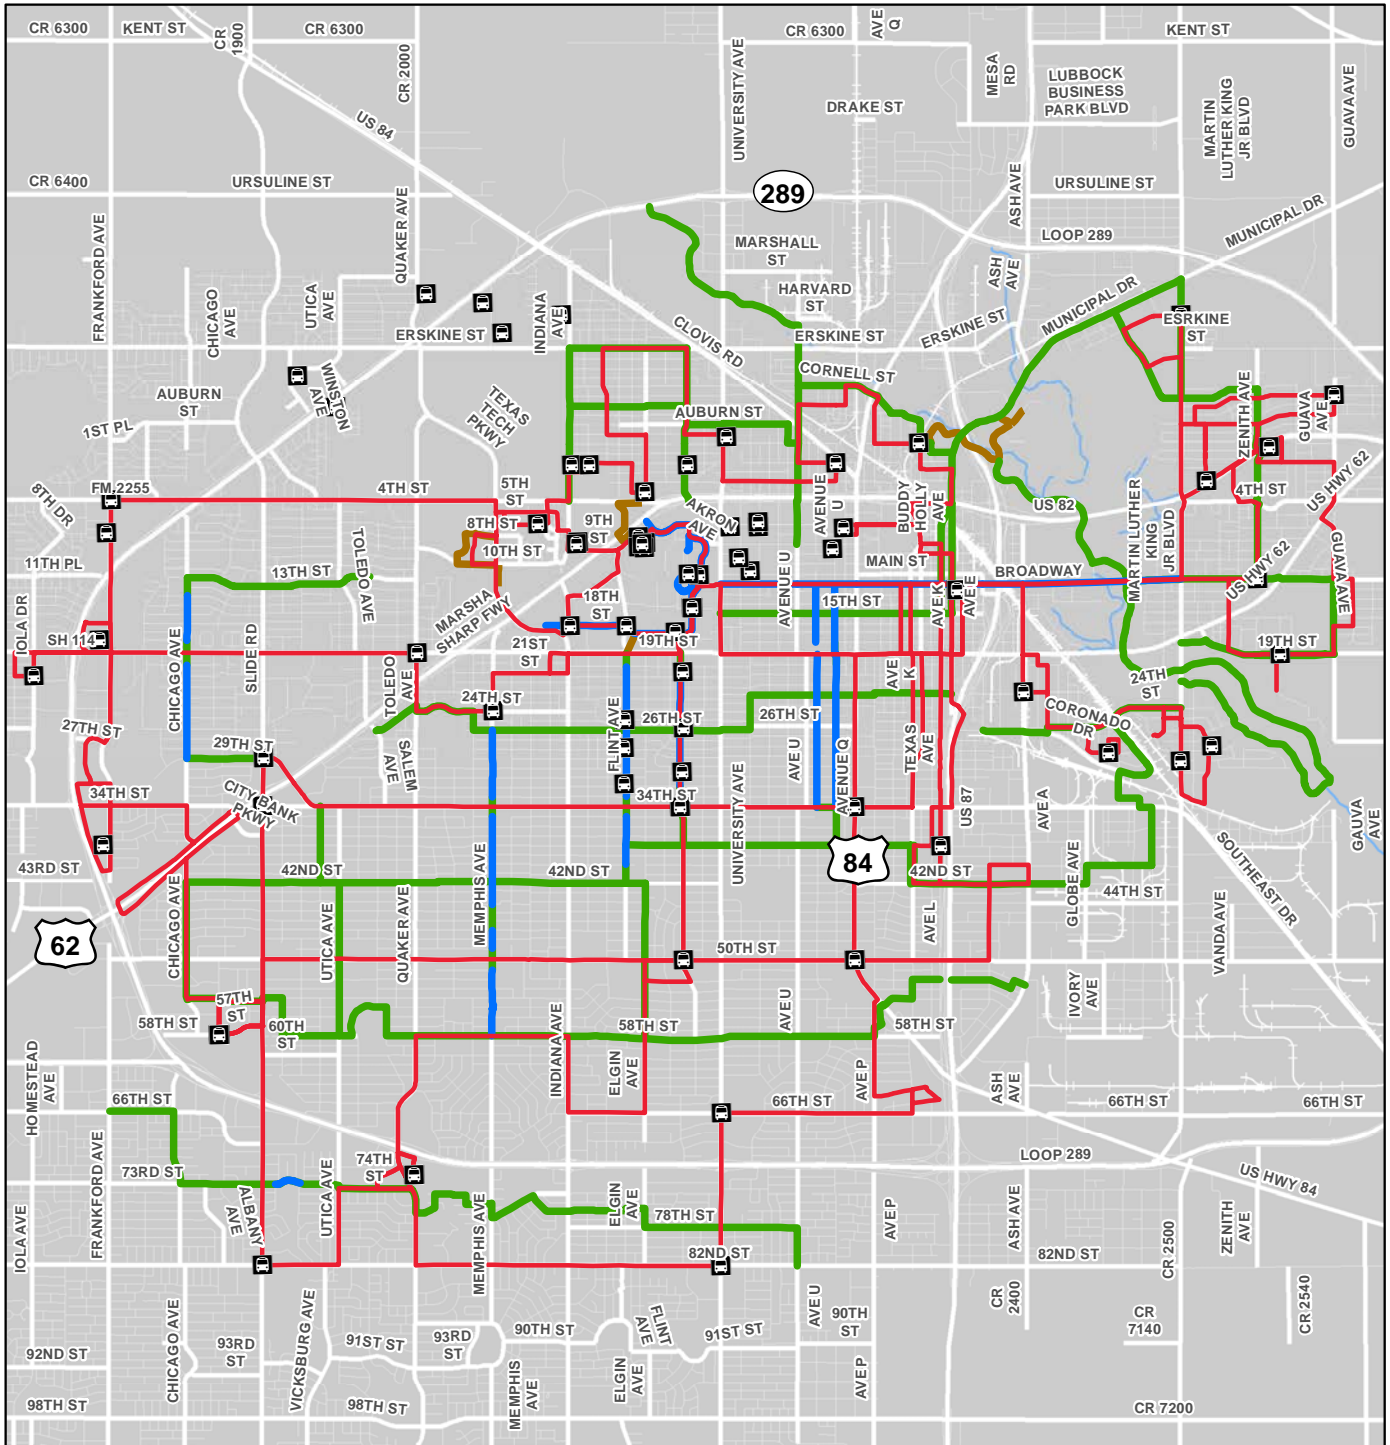 CR 6300
KENT ST
CR
1900
CR 6300
CR 2000
UNIVERSITY AVE
CR 6300
AVE
Q
MESA
RD
KENT ST
LUBBOCK
BUSINESS
PARK BLVD
DRAKE ST
MARTIN
LUTHER KING
JR BLVD
GUAVA AVE
US 84
CR 6400
URSULINE ST
289
URSULINE ST
ASH AVE
FRANKFORD AVE
QUAKER AVE
MARSHALL
ST
LOOP 289
MUNICIPAL DR
CHICAGO
AVE
UTICA
AVE
INDIANA
AVE
HARVARD
ST
ASH
AVE
MUNICIPAL DR
ERSKINE ST
CLOVIS RD
ERSKINE ST
ERSKINE ST
ESRKINE
ST
CORNELL ST
WINSTON
AVE
AUBURN
ST
1ST PL
TEXAS
TECH
PKWY
AUBURN ST
ZENITH AVE
GUAVA
AVE
8TH DR
FM 2255
4TH ST
5TH
ST
8TH ST
9TH
ST
10TH ST
AKRON
AVE
AVENUE
U
BUDDY
HOLLY
AVE
US 82
4TH ST
US HWY 62
MARTIN LUTHER
KING
JR BLVD
11TH PL
TOLEDO AVE
13TH ST
MAIN ST
BROADWAY
US HWY 62
GUAVA AVE
IOLA DR
MARSHA
SHARP FWY
18TH
ST
AVENUE U
15TH ST
AVE K
AVE E
SH 114
CHICAGO AVE
SLIDE RD
21ST
ST
19TH ST
19TH ST
TOLEDO
AVE
24TH ST
AVE
K
24TH
ST
27TH ST
29TH ST
SALEM
AVE
FLINT AVE
26TH ST
26TH ST
AVE U
AVENUE Q
TEXAS
AVE
CORONADO
DR
34TH ST
CITY BANK
PKWY
34TH ST
UNIVERSITY AVE
US 87
AVE A
GAUVA
AVE
SOUTHEAST DR
43RD ST
42ND ST
MEMPHIS AVE
42ND ST
84
42ND ST
GLOBE AVE
44TH ST
62
CHICAGO AVE
UTICA AVE
QUAKER AVE
50TH ST
AVE L
VANDA AVE
57TH
ST
58TH ST
60TH
ST
INDIANA AVE
58TH ST
AVE U
58TH ST
IVORY
AVE
HOMESTEAD
AVE
ELGIN
AVE
AVE P
ASH
AVE
66TH ST
66TH ST
66TH ST
66TH ST
FRANKFORD AVE
73RD ST
74TH
ST
LOOP 289
US HWY 84
IOLA AVE
ALBANY
AVE
UTICA AVE
MEMPHIS AVE
ELGIN
AVE
78TH ST
AVE P
ASH AVE
CR 2500
ZENITH
AVE
82ND ST
82ND ST
CHICAGO AVE
VICKSBURG AVE
FLINT
AVE
AVE U
CR
2400
CR
7140
CR 2540
92ND ST
93RD
ST
91ST ST
93RD
ST
90TH ST
91ST ST
90TH
ST
98TH ST
98TH ST
MEMPHIS
AVE
ELGIN
AVE
AVE P
CR 7200